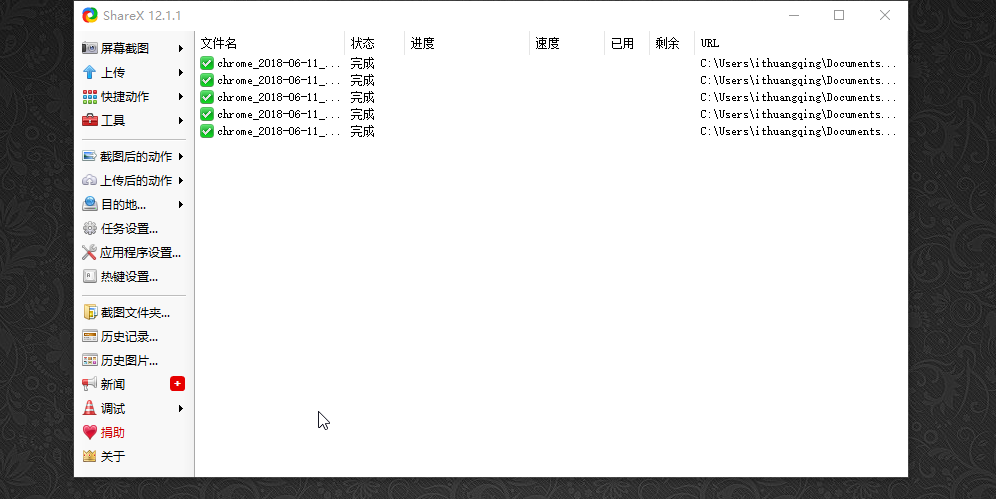 ShareX 12.1.1
屏幕截图
上传
快捷动作
工具
截图后的动作
上传后的动作
目的地...
任务设置...
应用程序设置...
热键设置...
截图文件夹...
历史记录...
历史图片...
新闻
调试
捐助
关于
文件名 状态 进度 速度 已用 剩余 URL
chrome_2018-06-11_... 完成 C:\Users\ithuangqing\Documents...
chrome_2018-06-11_... 完成 C:\Users\ithuangqing\Documents...
chrome_2018-06-11_... 完成 C:\Users\ithuangqing\Documents...
chrome_2018-06-11_... 完成 C:\Users\ithuangqing\Documents...
chrome_2018-06-11_... 完成 C:\Users\ithuangqing\Documents...